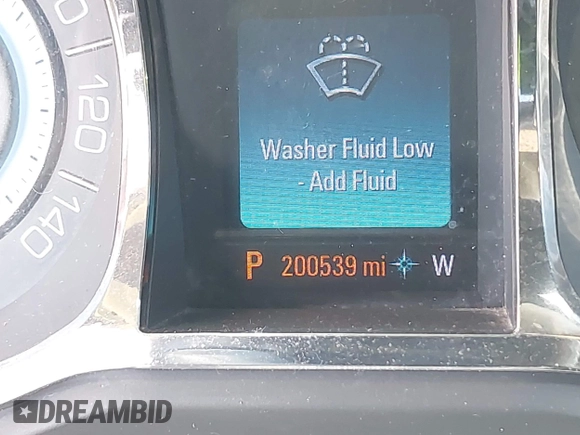 120
140
Washer Fluid Low
- Add Fluid
P 200539 mi W
DREAMBID